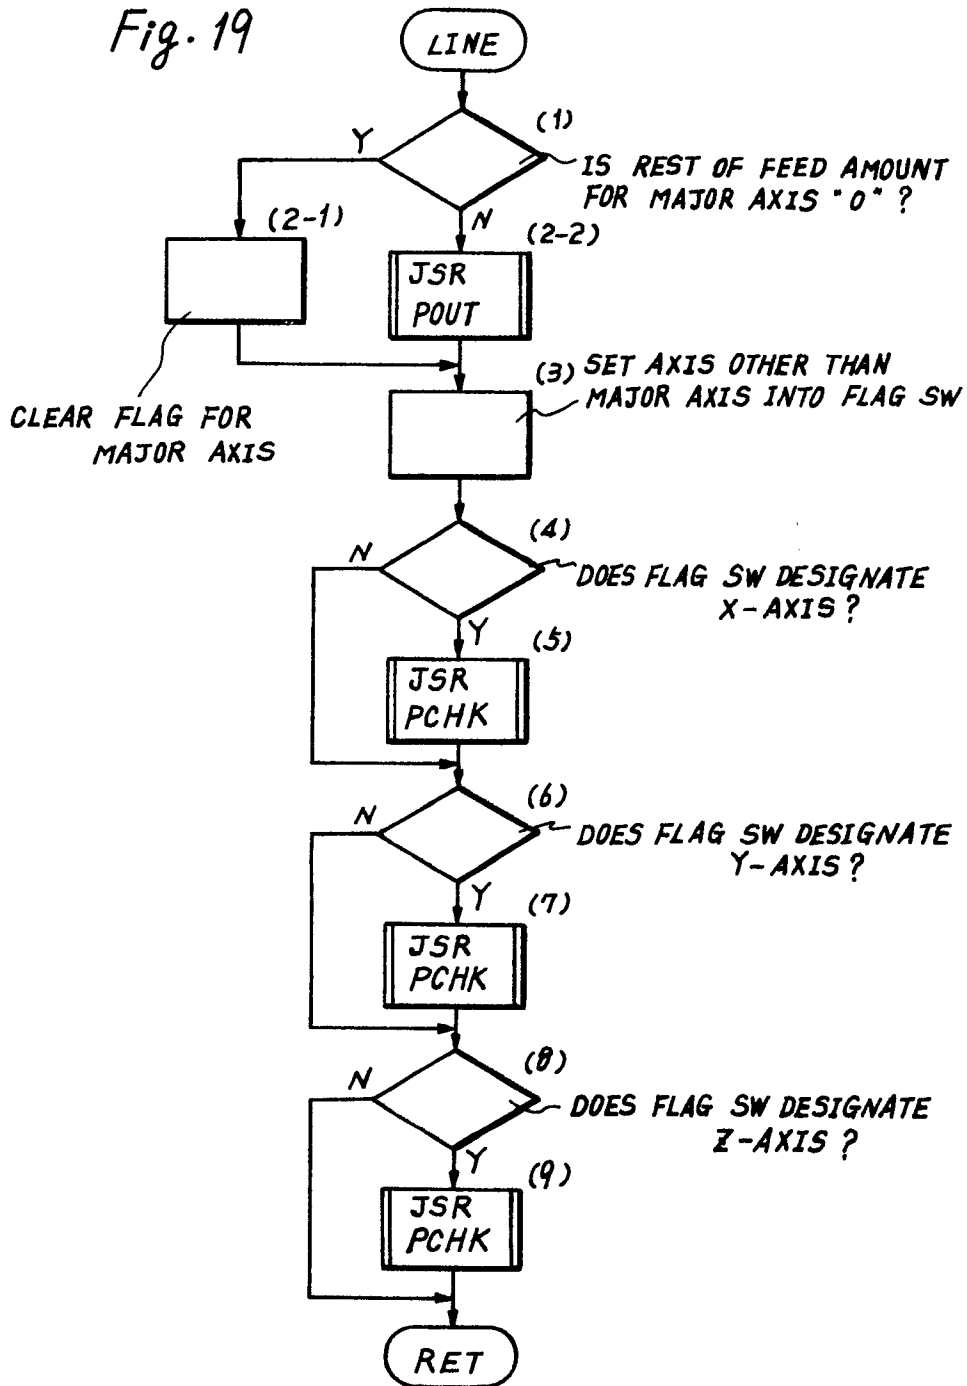 Fig. 19
LINE
(1)
Y
IS REST OF FEED AMOUNT
FOR MAJOR AXIS "0" ?
N
(2-1)
(2-2)
JSR
POUT
CLEAR FLAG FOR
MAJOR AXIS
(3) SET AXIS OTHER THAN
MAJOR AXIS INTO FLAG SW
(4)
N
DOES FLAG SW DESIGNATE
X-AXIS ?
Y
(5)
JSR
PCHK
(6)
N
DOES FLAG SW DESIGNATE
Y-AXIS ?
Y
(7)
JSR
PCHK
(8)
N
DOES FLAG SW DESIGNATE
Z-AXIS ?
Y
(9)
JSR
PCHK
RET